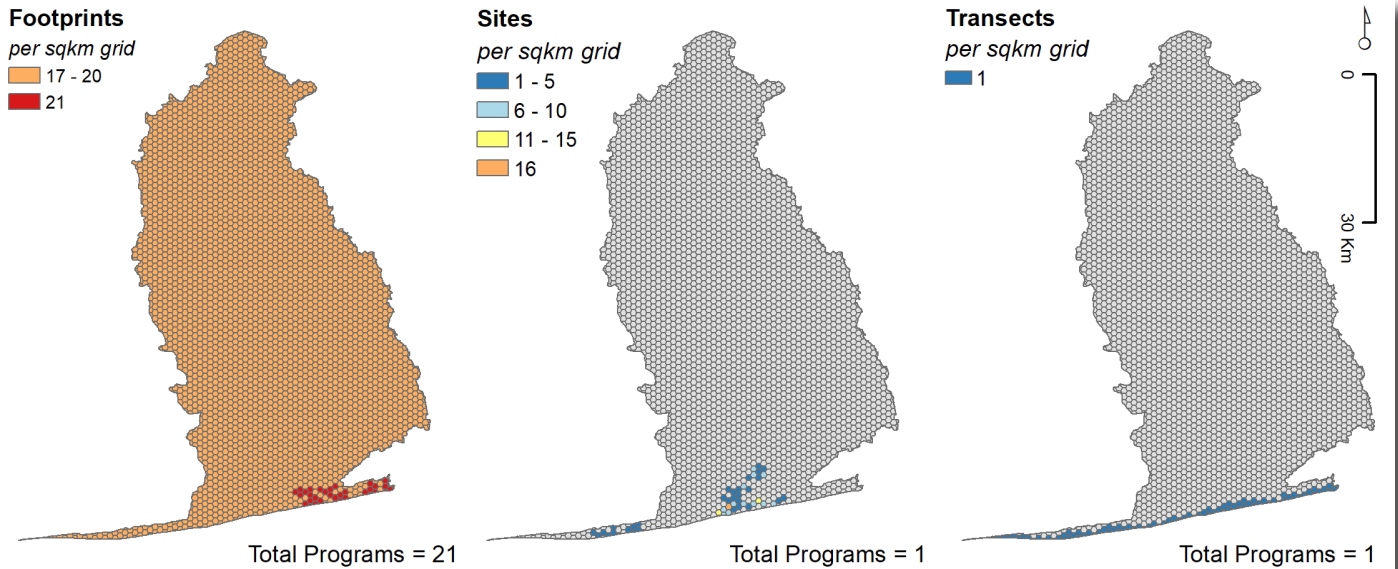 Footprints
per sqkm grid
17 - 20
21
Total Programs = 21
Sites
per sqkm grid
1 - 5
6 - 10
11 - 15
16
Total Programs = 1
Transects
per sqkm grid
1
Total Programs = 1
0
30 Km